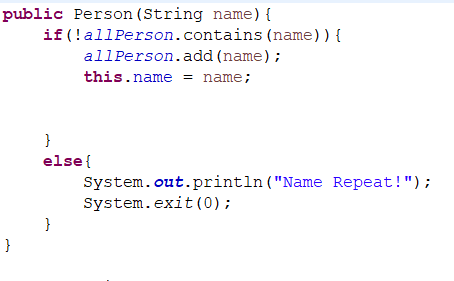 public Person(String name){
if(!allPerson.contains(name)){
allPerson.add(name);
this.name = name;
}
else{
System.out.println("Name Repeat!");
System.exit(0);
}
}